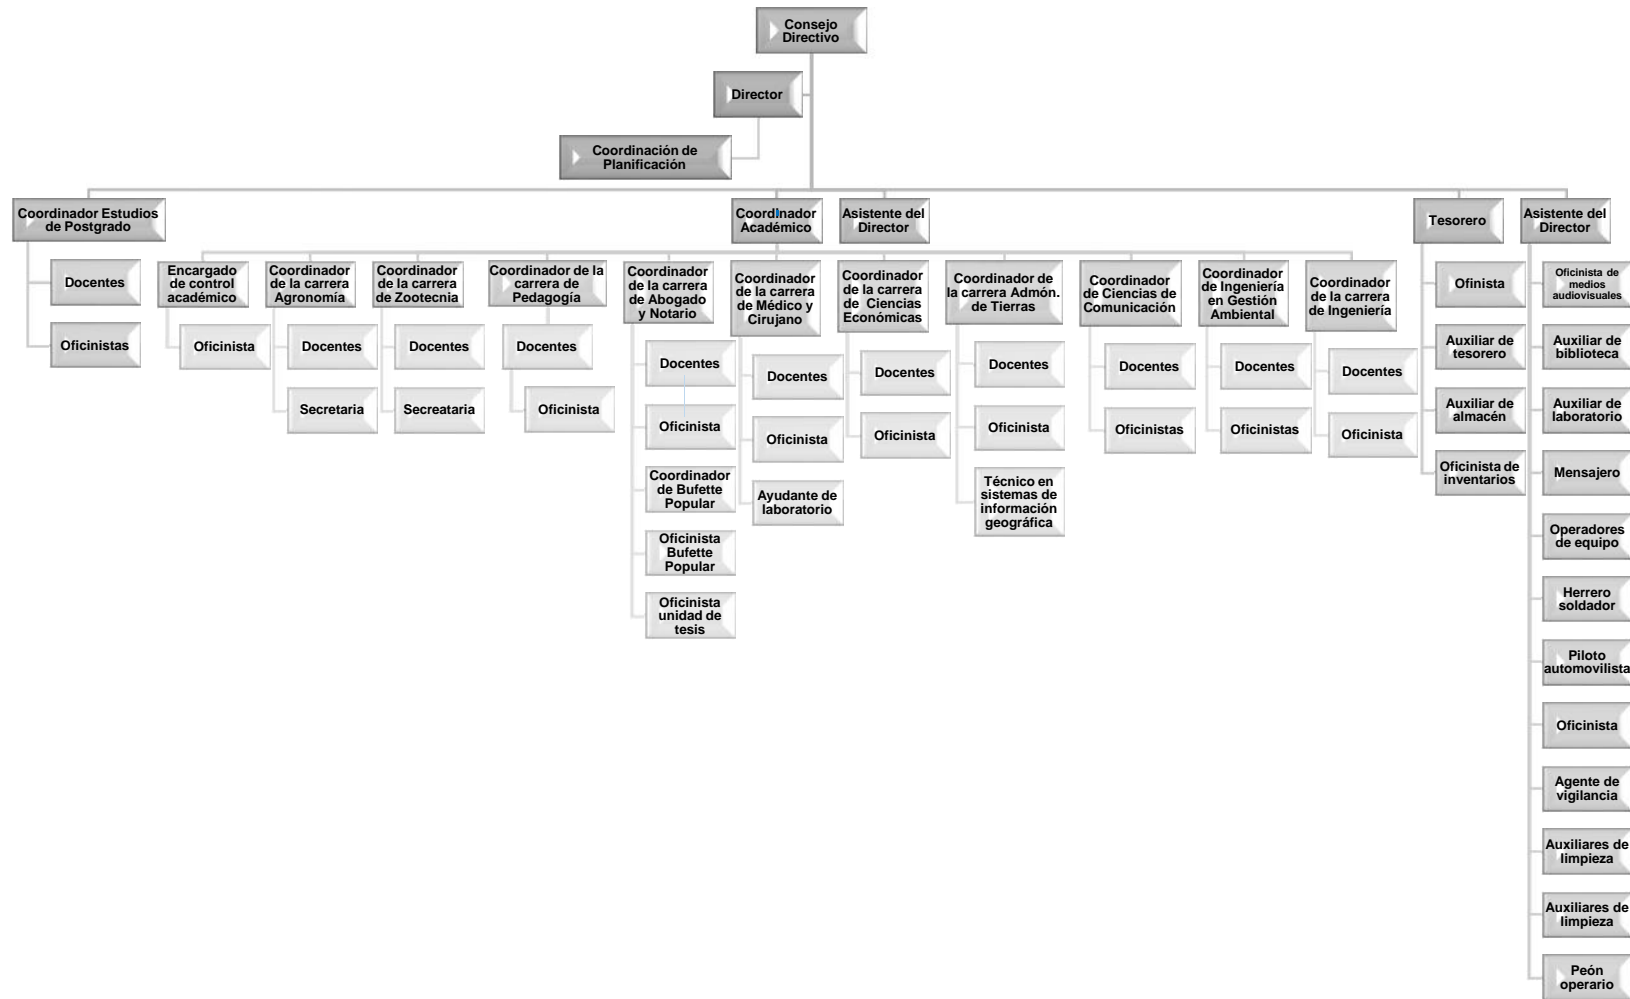 Consejo
Directivo
Director
Coordinación de
Planificación
Coordinador Estudios
de Postgrado
Docentes
Oficinistas
Coordinador
Académico
Encargado
de control
académico
Oficinista
Coordinador
de la carrera
Agronomía
Docentes
Secretaria
Coordinador
de la carrera
de Zootecnia
Docentes
Secreataria
Coordinador de la
carrera de
Pedagogía
Docentes
Oficinista
Coordinador
de la carrera
de Abogado
y Notario
Docentes
Oficinista
Coordinador
de Bufette
Popular
Oficinista
Bufette
Popular
Oficinista
unidad de
tesis
Coordinador
de la carrera
de Médico y
Cirujano
Docentes
Oficinista
Ayudante de
laboratorio
Coordinador
de la carrera
de Ciencias
Económicas
Docentes
Oficinista
Coordinador de
la carrera Admón.
de Tierras
Docentes
Oficinista
Técnico en
sistemas de
información
geográfica
Coordinador
de Ciencias de
Comunicación
Docentes
Oficinistas
Coordinador
de Ingeniería
en Gestión
Ambiental
Docentes
Oficinistas
Coordinador
de la carrera
de Ingeniería
Docentes
Oficinista
Asistente del
Director
Tesorero
Ofinista
Auxiliar de
tesorero
Auxiliar de
almacén
Oficinista de
inventarios
Asistente del
Director
Oficinista de
medios
audiovisuales
Auxiliar de
biblioteca
Auxiliar de
laboratorio
Mensajero
Operadores
de equipo
Herrero
soldador
Piloto
automovilista
Oficinista
Agente de
vigilancia
Auxiliares de
limpieza
Auxiliares de
limpieza
Peón
operario